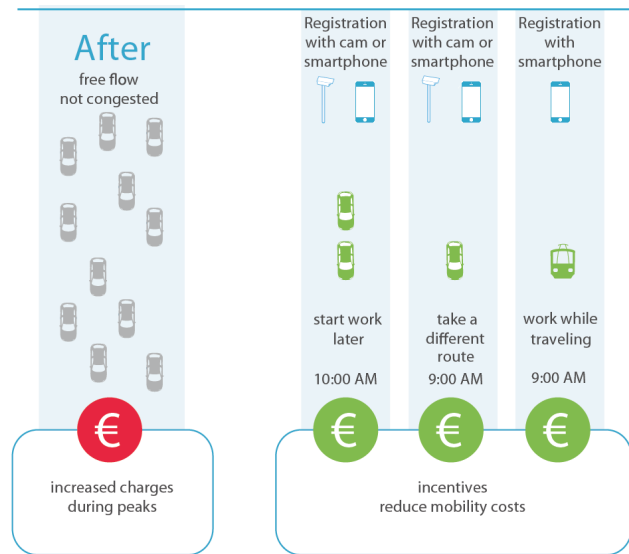 After
free flow
not congested
€
increased charges
during peaks
Registration
with cam or
smartphone
start work
later
10:00 AM
€
Registration
with cam or
smartphone
take a
different
route
9:00 AM
€
Registration
with
smartphone
work while
traveling
9:00 AM
€
incentives
reduce mobility costs